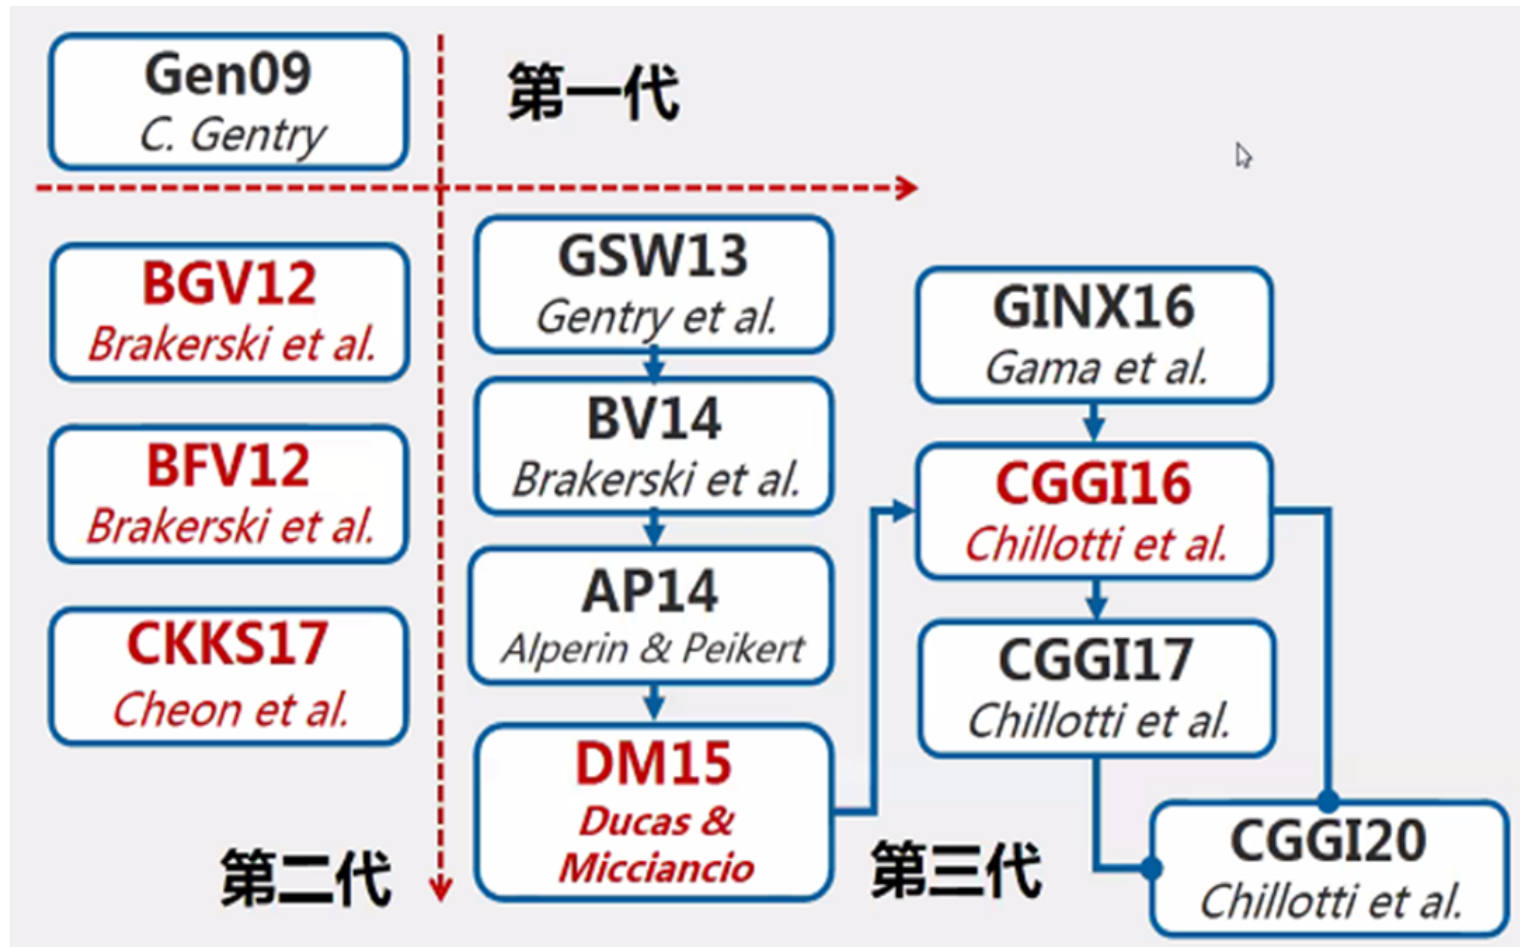 Gen09
C. Gentry
第一代
BGV12
Brakerski et al.
BFV12
Brakerski et al.
CKKS17
Cheon et al.
第二代
GSW13
Gentry et al.
BV14
Brakerski et al.
AP14
Alperin & Peikert
DM15
Ducas &
Micciancio
GINX16
Gama et al.
CGGI16
Chillotti et al.
CGGI17
Chillotti et al.
第三代
CGGI20
Chillotti et al.